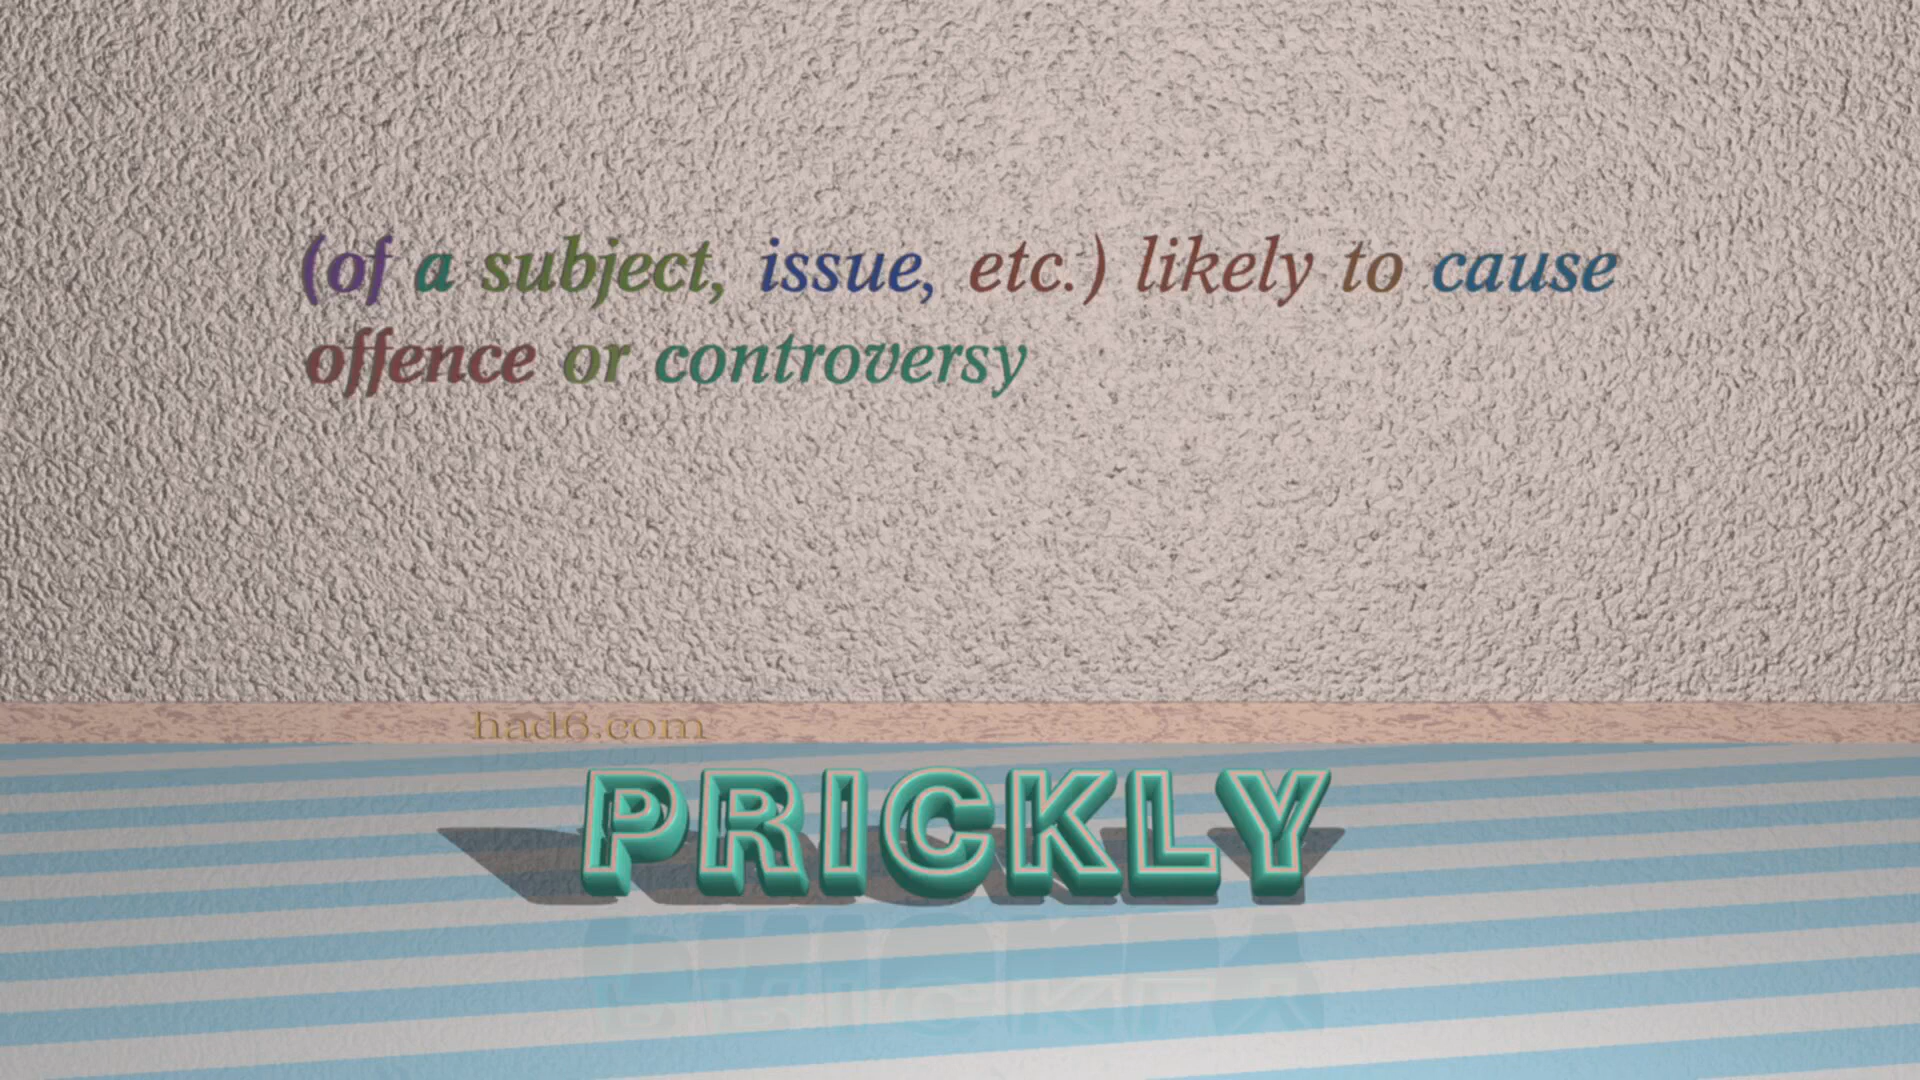 (of a subject, issue, etc.) likely to cause
offence or controversy
had6.com
PRICKLY